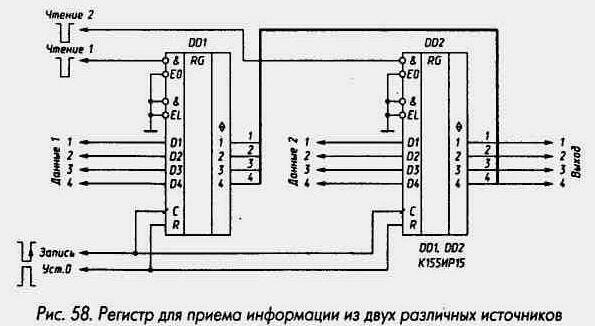 Чтение 2
Чтение 1
DD1
DD2
& RG
E0
&
EL
Данные 1
1 D1 1 1
2 D2 2 2
3 D3 3 3
4 D4 4 4
C
R
& RG
E0
&
EL
Данные 2
1 D1 1 1 1
2 D2 2 2 2
3 D3 3 3 3
4 D4 4 4 4
Выход
C
R
Запись
Уст.0
DD1, DD2
К155ИР15
Рис. 58. Регистр для приема информации из двух различных источников